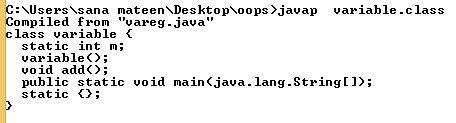 C:\Users\sana mateen\Desktop\oops>javap  variable.class
Compiled from "vareg.java"
class variable {
  static int m;
  variable();
  void add();
  public static void main(java.lang.String[]);
  static {};
}